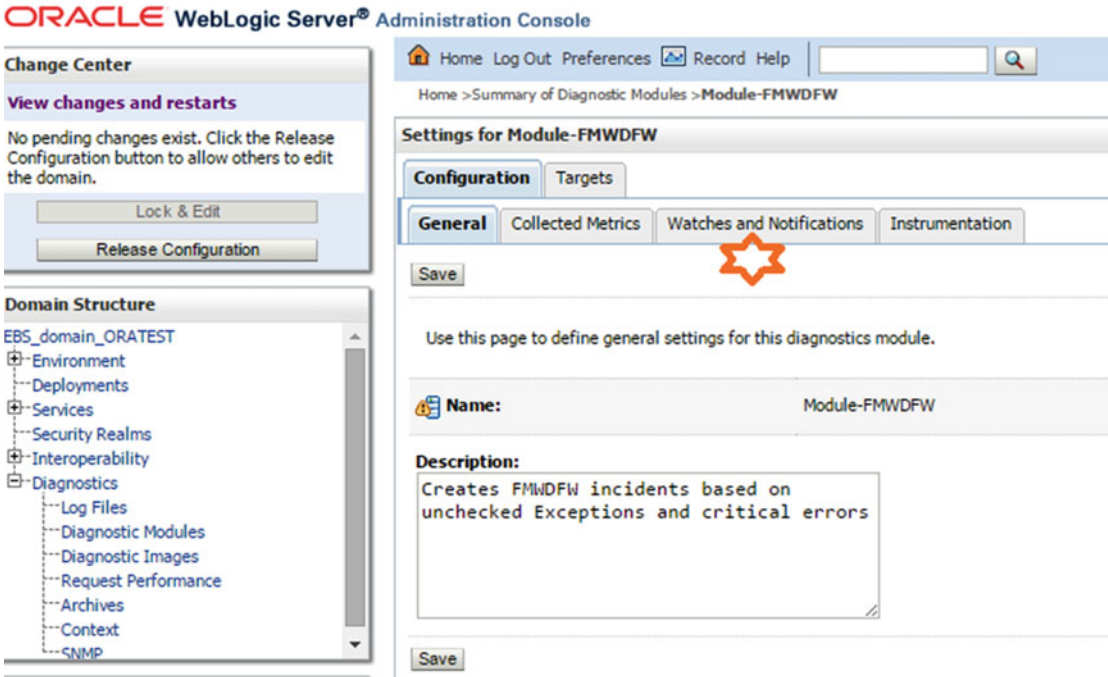 ORACLE WebLogic Server® Administration Console
Change Center
View changes and restarts
No pending changes exist. Click the Release
Configuration button to allow others to edit
the domain.
Lock & Edit
Release Configuration
Domain Structure
EBS_domain_ORATEST
Environment
Deployments
Services
Security Realms
Interoperability
Diagnostics
Log Files
Diagnostic Modules
Diagnostic Images
Request Performance
Archives
Context
SNMP
Home Log Out Preferences Record Help
Home >Summary of Diagnostic Modules >Module-FMWDFW
Settings for Module-FMWDFW
Configuration Targets
General Collected Metrics Watches and Notifications Instrumentation
Save
Use this page to define general settings for this diagnostics module.
Name: Module-FMWDFW
Description:
Creates FMWDFW incidents based on
unchecked Exceptions and critical errors
Save